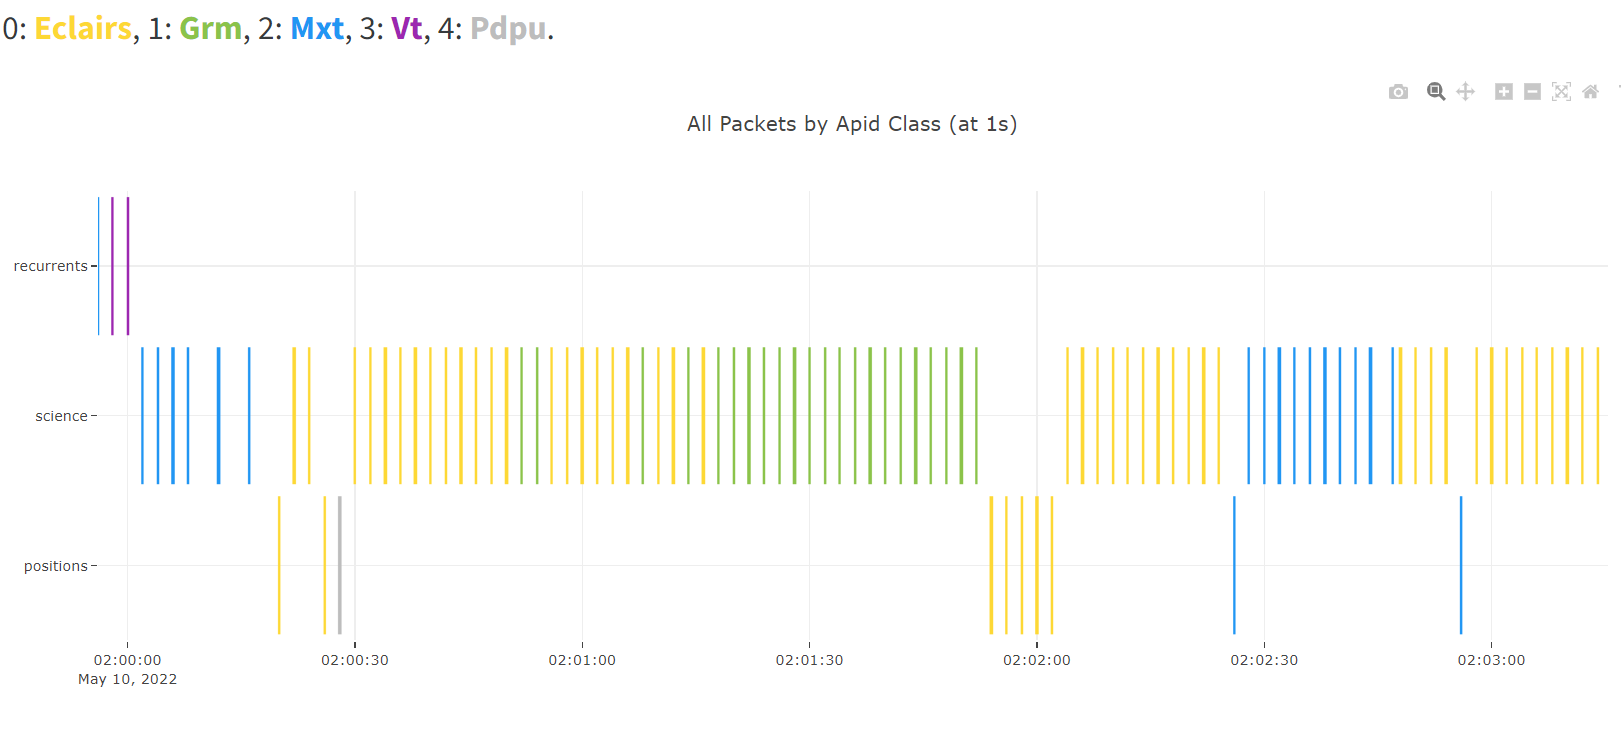 0: Eclairs, 1: Grm, 2: Mxt, 3: Vt, 4: Pdpu.
All Packets by Apid Class (at 1s)
recurrents
science
positions
02:00:00 02:00:30 02:01:00 02:01:30 02:02:00 02:02:30 02:03:00
May 10, 2022